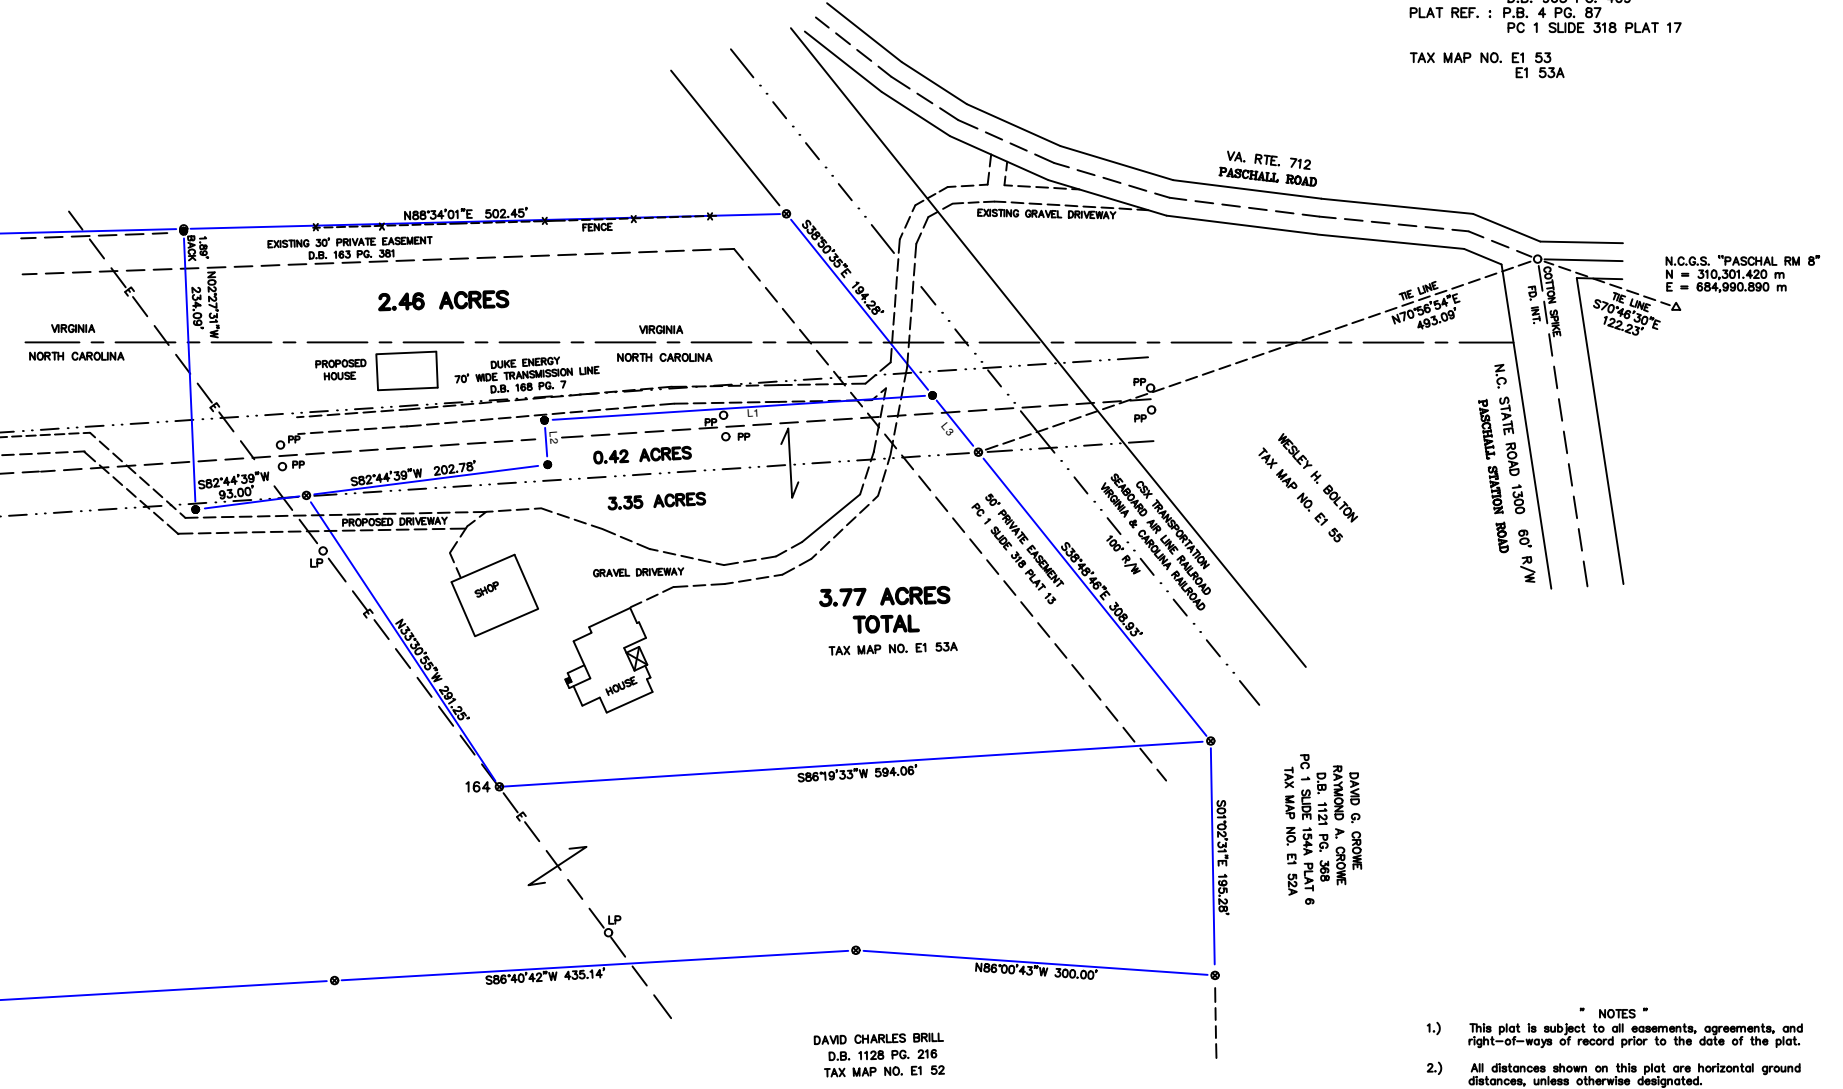 PLAT REF. : P.B. 4 PG. 87
PC 1 SLIDE 318 PLAT 17
TAX MAP NO. E1 53
E1 53A
VA. RTE. 712
PASCHALL ROAD
N88°34'01"E 502.45'
FENCE
EXISTING 30' PRIVATE EASEMENT
D.B. 163 PG. 381
1.89'
BACK
N02°27'31"W
234.09'
S38°50'35"E 194.28'
EXISTING GRAVEL DRIVEWAY
N.C.G.S. "PASCHAL RM 8"
N = 310,301.420 m
E = 684,990.890 m
TIE LINE
N70°56'54"E
493.09'
TIE LINE
S70°46'30"E
122.23'
COTTON SPIKE
FD. INT.
2.46 ACRES
E
VIRGINIA
NORTH CAROLINA
VIRGINIA
NORTH CAROLINA
PROPOSED
HOUSE
DUKE ENERGY
70' WIDE TRANSMISSION LINE
D.B. 168 PG. 7
E
PP
PP
PP
PP
PP
PP
L1
L2
L3
N.C. STATE ROAD 1300 60' R/W
PASCHALL STATION ROAD
WESLEY H. BOLTON
TAX MAP NO. E1 55
0.42 ACRES
S82°44'39"W
93.00'
S82°44'39"W 202.78'
3.35 ACRES
PROPOSED DRIVEWAY
LP
SHOP
GRAVEL DRIVEWAY
CSX TRANSPORTATION
SEABOARD AIR LINE RAILROAD
VIRGINIA & CAROLINA RAILROAD
100' R/W
50' PRIVATE EASEMENT
PC 1 SLIDE 318 PLAT 13
S38°48'46"E 308.93'
E
N33°30'55"W 291.25'
HOUSE
3.77 ACRES
TOTAL
TAX MAP NO. E1 53A
164
S86°19'33"W 594.06'
E
S01°02'31"E 195.28'
DAVID G. CROWE
RAYMOND A. CROWE
D.B. 1121 PG. 368
PC 1 SLIDE 154A PLAT 6
TAX MAP NO. E1 52A
LP
S86°40'42"W 435.14'
N86°00'43"W 300.00'
DAVID CHARLES BRILL
D.B. 1128 PG. 216
TAX MAP NO. E1 52
" NOTES "
1.) This plat is subject to all easements, agreements, and
right-of-ways of record prior to the date of the plat.
2.) All distances shown on this plat are horizontal ground
distances, unless otherwise designated.